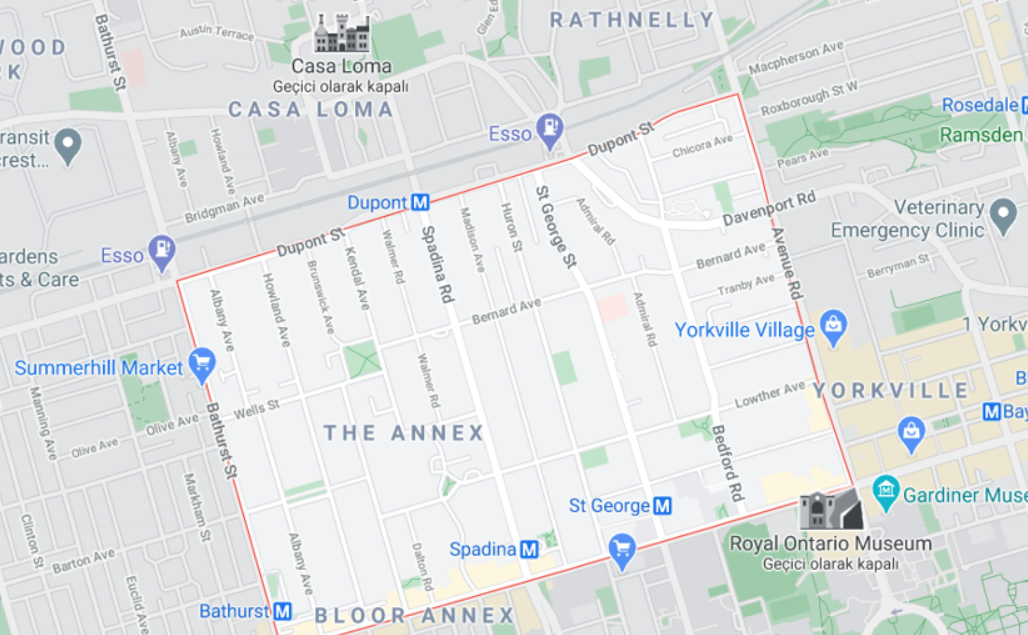 RATHNELLY
Bathurst St
Austin Terrace
Glen Ed
WOOD
Macpherson Ave
Casa Loma
Geçici olarak kapalı
CASA LOMA
Roxborough St W
Rosedale
Esso
Dupont St
Ramsden
Transit
crest...
Albany Ave
Howland Ave
Chicora Ave
Pears Ave
Bridgman Ave
Dupont M
St George St
Admiral Rd
Davenport Rd
Veterinary
Emergency Clinic
Madison Ave
Huron St
Dupont St
Walmer Rd
Spadina Rd
Esso
ardens
ts & Care
Kendal Ave
Brunswick Ave
Howland Ave
Albany Ave
Bernard Ave
Avenue Rd
Berryman St
Tranby Ave
Bernard Ave
Admiral Rd
Yorkville Village
1 Yorkv
Summerhill Market
Walmer Rd
Lowther Ave
YORKVILLE
Manning Ave
Wells St
Olive Ave
Olive Ave
Bathurst St
THE ANNEX
M Bay
Bedford Rd
Markham St
St George M
Gardiner Muse
Clinton St
Albany Ave
Dalton Rd
Spadina M
Royal Ontario Museum
Geçici olarak kapalı
Barton Ave
Euclid Ave
Bathurst M
BLOOR ANNEX